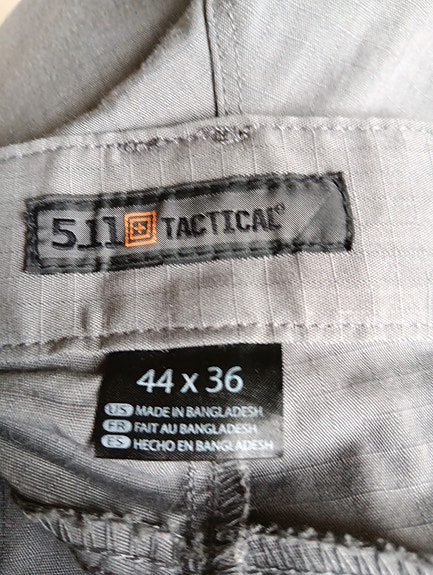 5.11 TACTICAL®
44 x 36
US MADE IN BANGLADESH
FR FAIT AU BANGLADESH
ES HECHO EN BANGLADESH